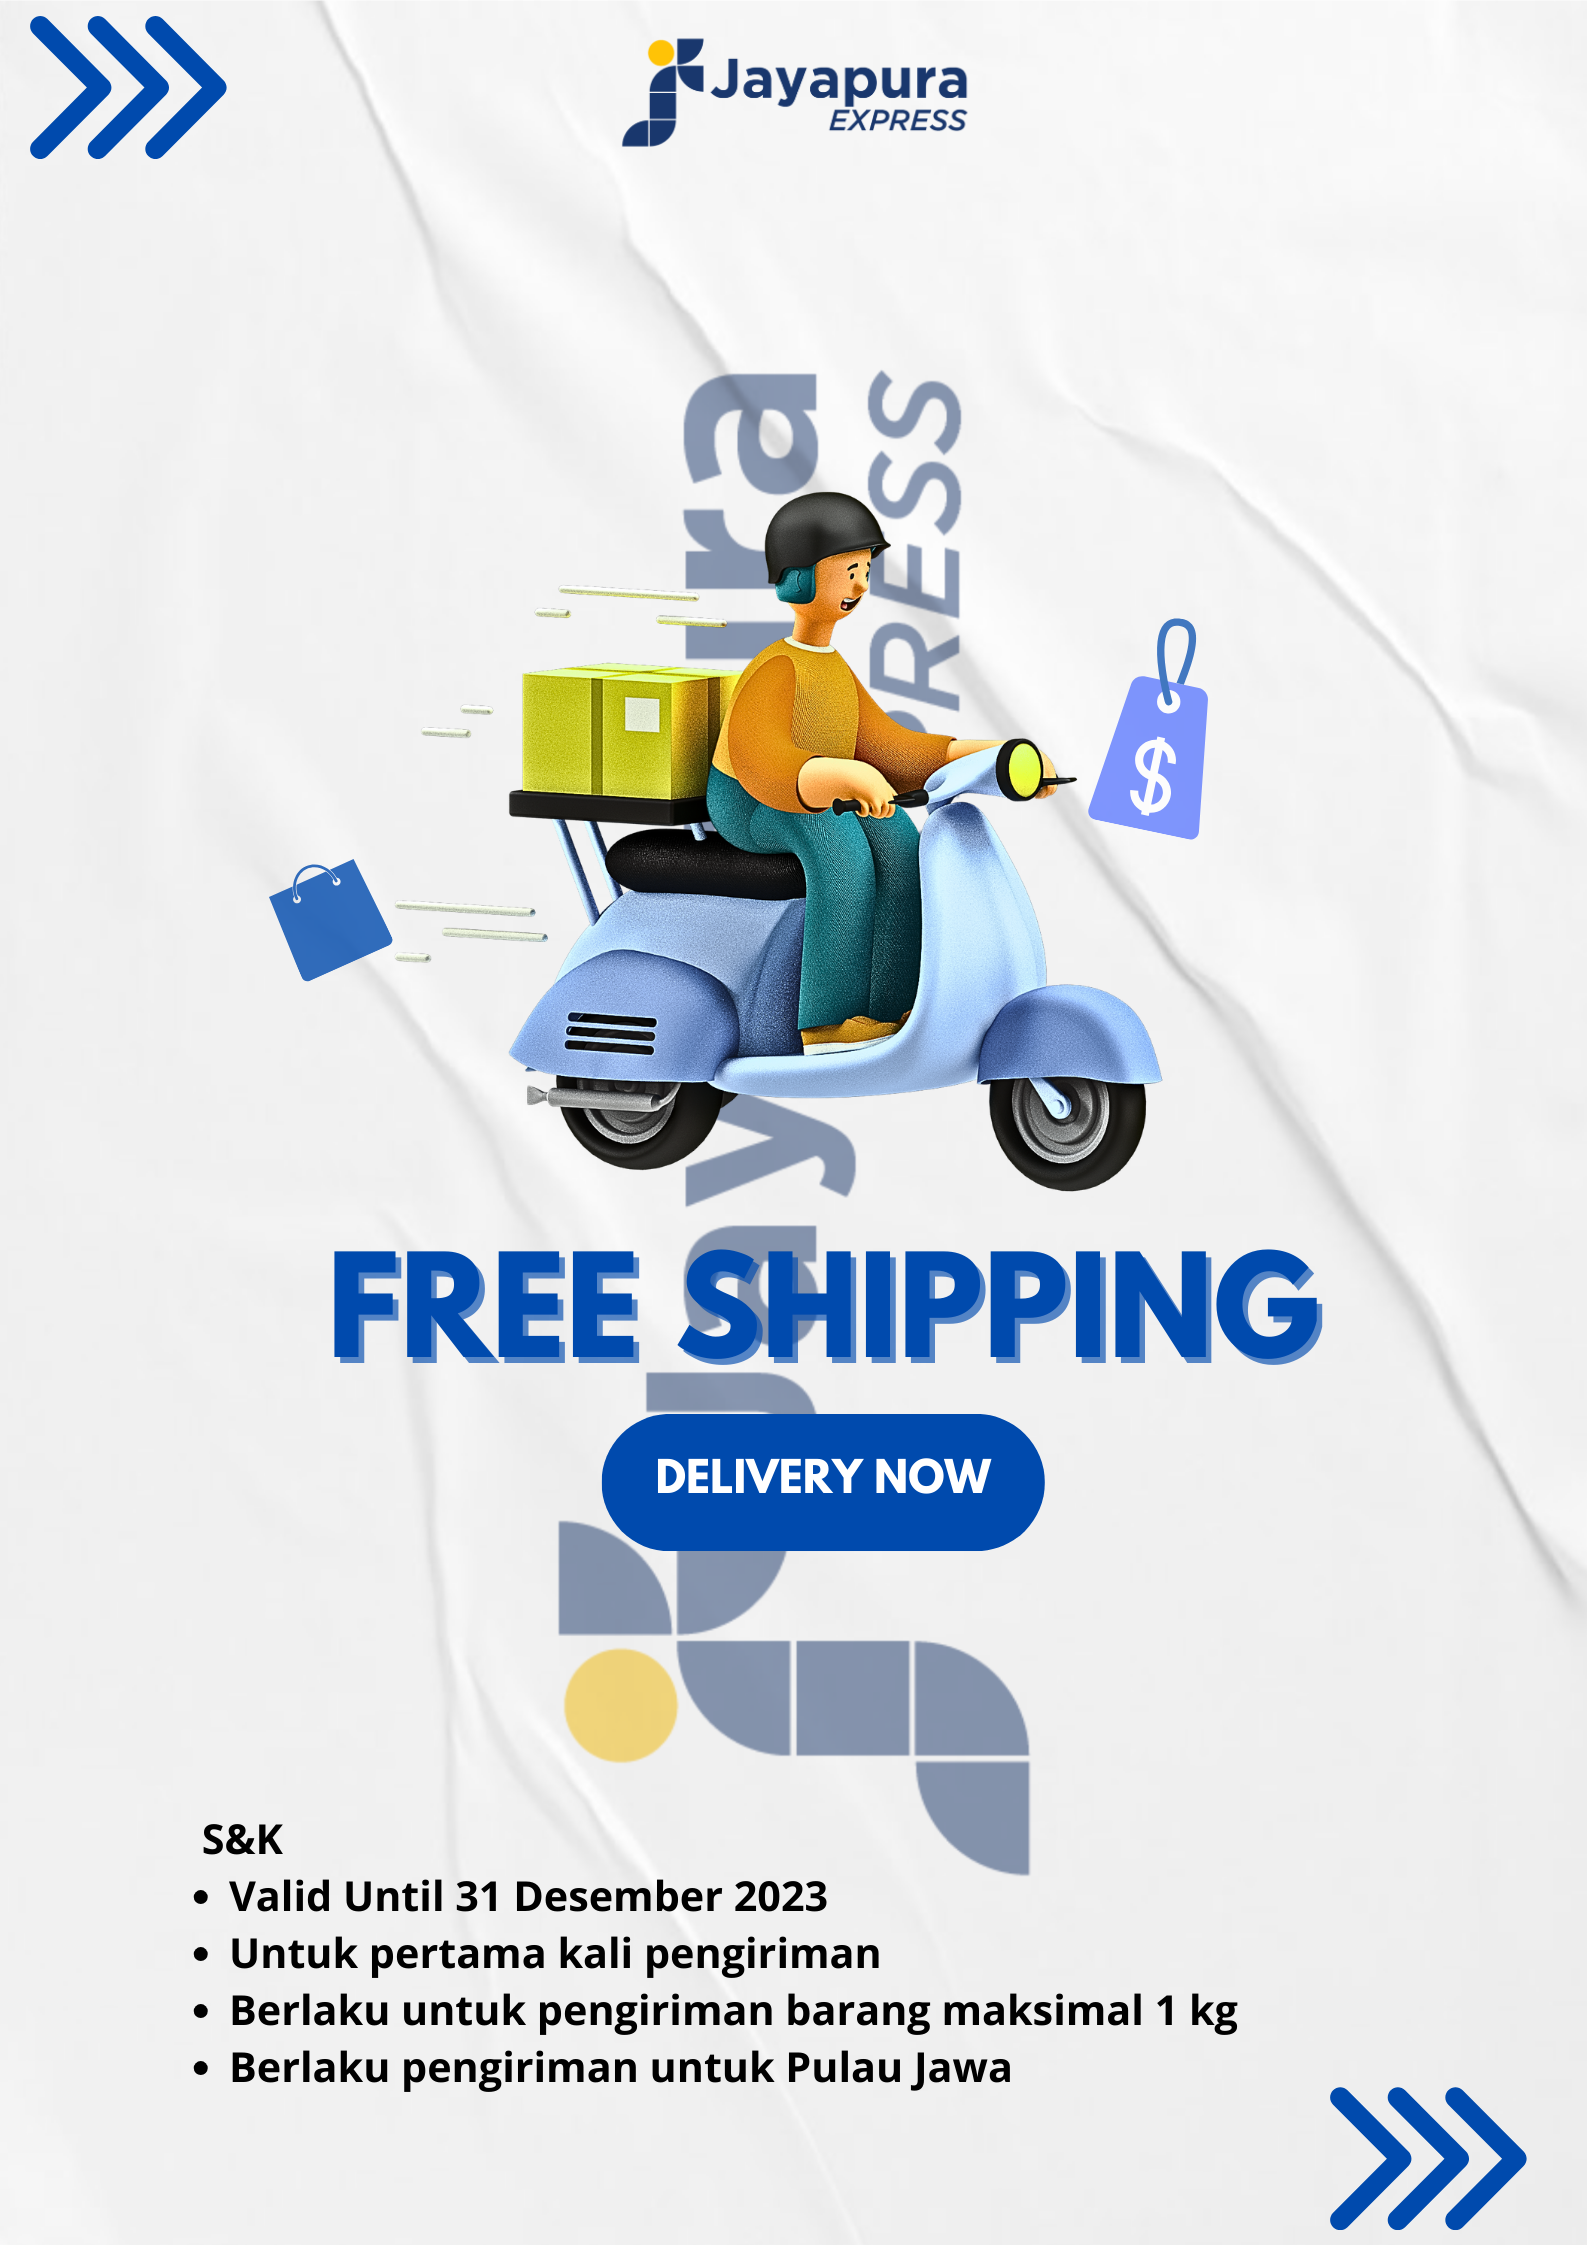 Jayapura
EXPRESS
$
FREE SHIPPING
DELIVERY NOW
S&K
• Valid Until 31 Desember 2023
• Untuk pertama kali pengiriman
• Berlaku untuk pengiriman barang maksimal 1 kg
• Berlaku pengiriman untuk Pulau Jawa